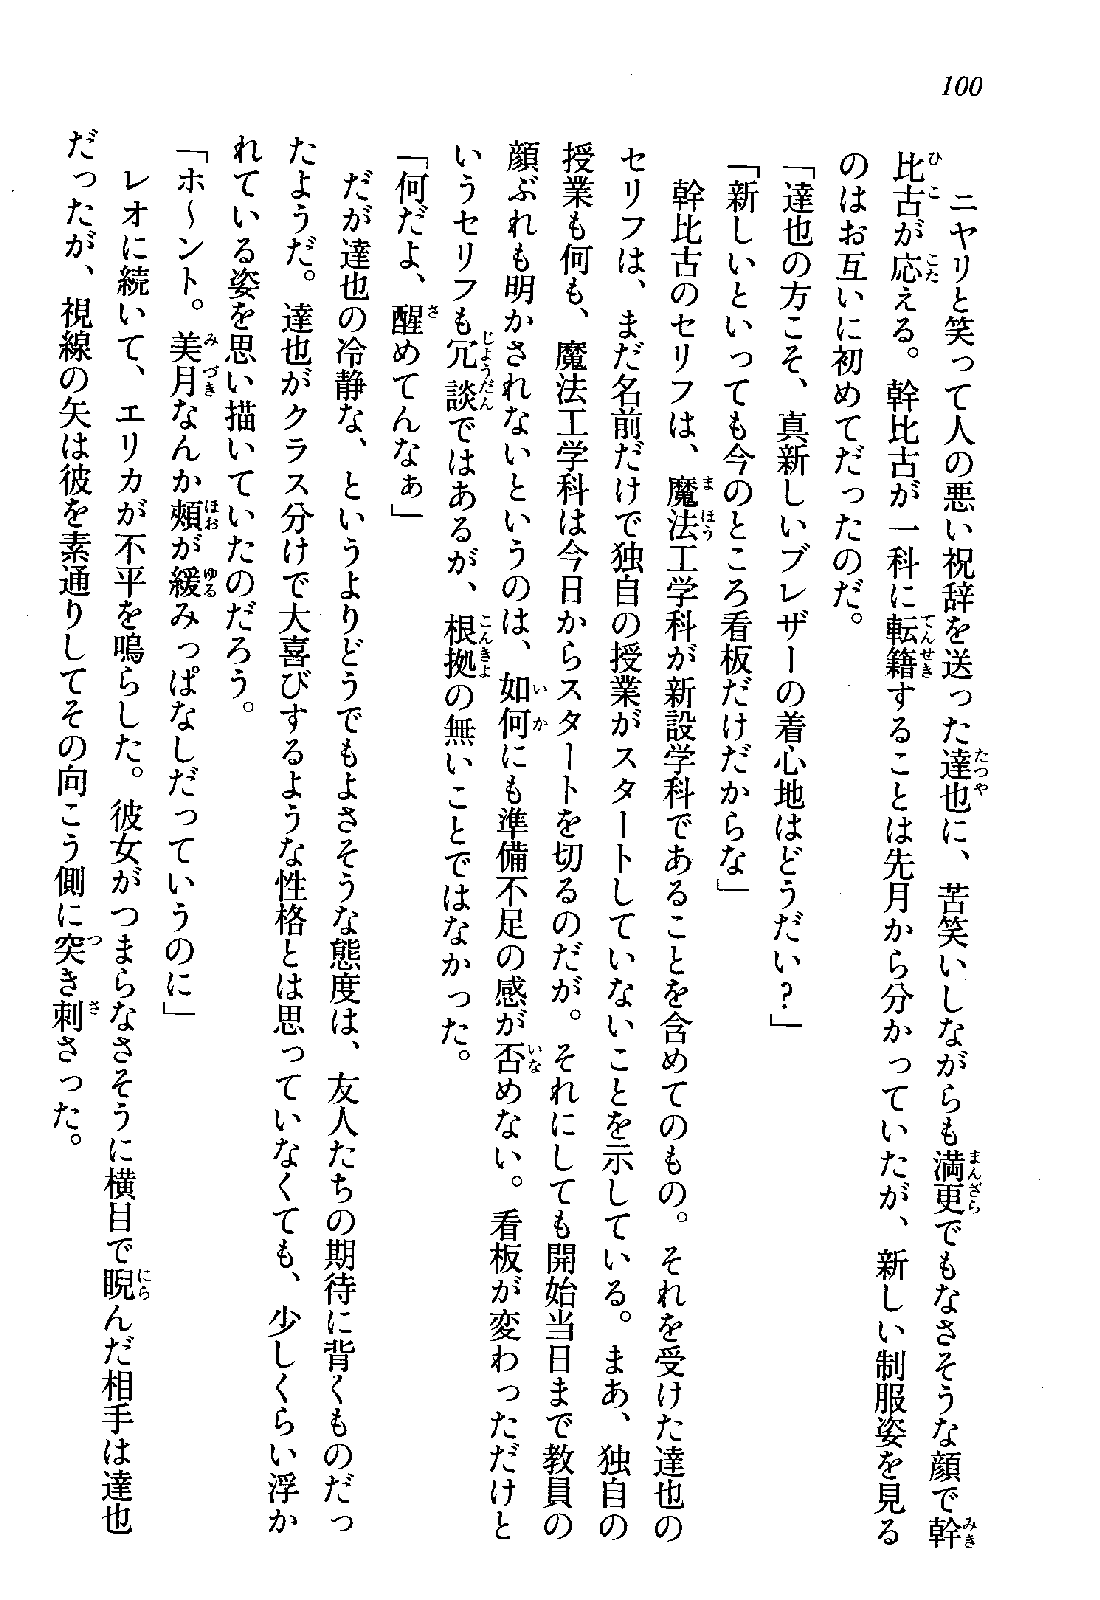 100
ニヤリと笑って人の悪い祝辞を送った達也に、苦笑いしながらも満更でもなさそうな顔で幹
比古が応える。幹比古が一科に転籍することは先月から分かっていたが、新しい制服姿を見る
のはお互いに初めてだったのだ。
「達也の方こそ、真新しいブレザーの着心地はどうだい?」
「新しいといっても今のところ看板だけだからな」
幹比古のセリフは、魔法工学科が新設学科であることを含めてのもの。それを受けた達也の
セリフは、まだ名前だけで独自の授業がスタートしていないことを示している。まあ、独自の
授業も何も、魔法工学科は今日からスタートを切るのだが。それにしても開始当日まで教員の
顔ぶれも明かされないというのは、如何にも準備不足の感が否めない。看板が変わっただけと
いうセリフも冗談ではあるが、根拠の無いことではなかった。
「何だよ、醒めてんなぁ」
だが達也の冷静な、というよりどうでもよさそうな態度は、友人たちの期待に背くものだっ
たようだ。達也がクラス分けで大喜びするような性格とは思っていなくても、少しくらい浮か
れている姿を思い描いていたのだろう。
「ホ〜ント。美月なんか頬が緩みっぱなしだっていうのに」
レオに続いて、エリカが不平を鳴らした。彼女がつまらなさそうに横目で睨んだ相手は達也
だったが、視線の矢は彼を素通りしてその向こう側に突き刺さった。